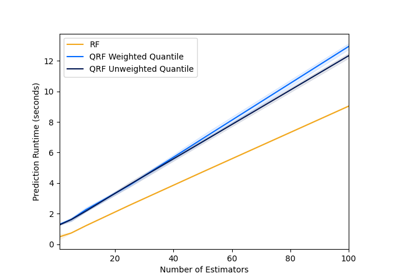 RF
QRF Weighted Quantile
QRF Unweighted Quantile
Prediction Runtime (seconds)
12
10
8
6
4
2
0
20
40
60
80
100
Number of Estimators